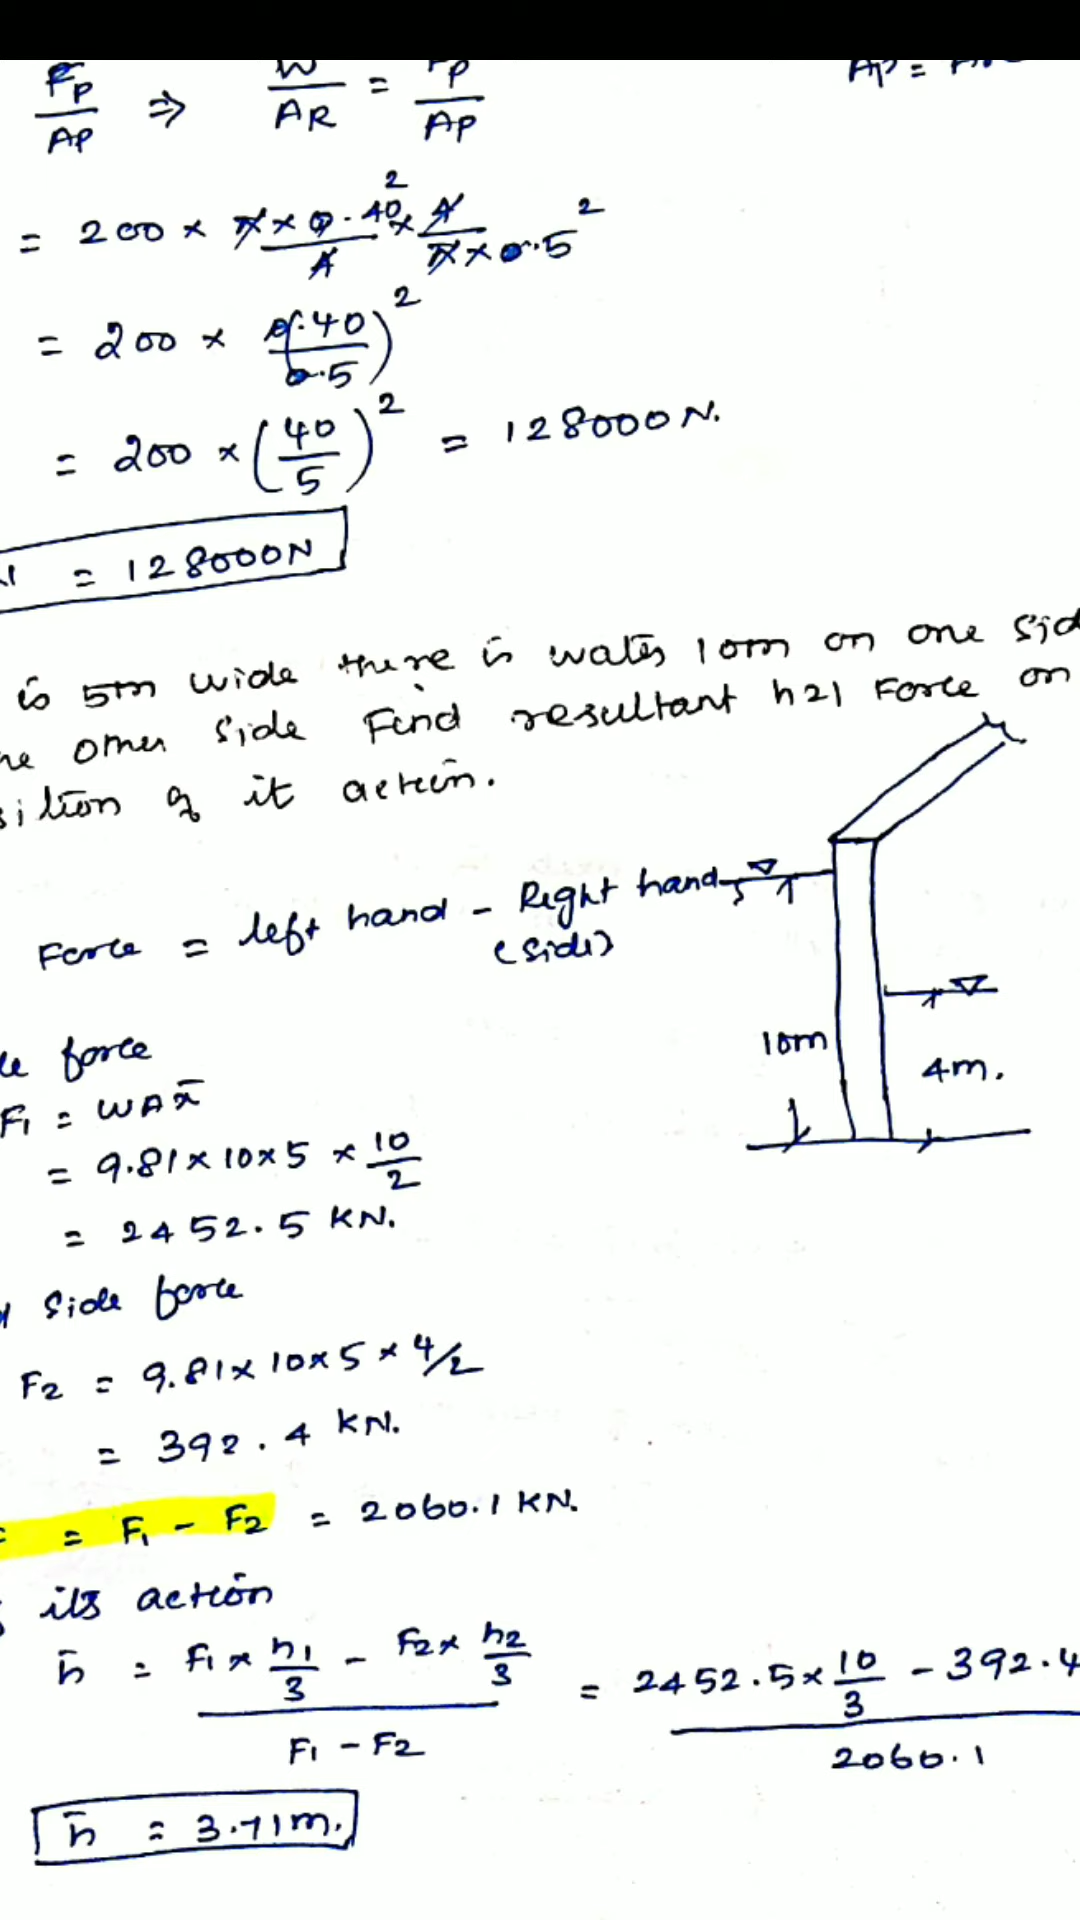 Fp/AP ⇒ W/AR = Fp/AP
AP =
= 200 × π × 0.40²/4 × 4/π × 0.5²
= 200 × (0.40/0.5)²
= 200 × (40/5)² = 128000 N.
= 128000N
is 5m wide there is water 10m on one sid
other side Find resultant hzl Force on
of it action.
Force = left hand - Right hand
(side)
10m
4m.
force
F1 = WAx̄
= 9.81 × 10 × 5 × 10/2
= 2452.5 KN.
side force
F2 = 9.81 × 10 × 5 × 4/2
= 392.4 KN.
= F1 - F2 = 2060.1 KN.
its action
h̄ = F1 × h1/3 - F2 × h2/3 / F1 - F2 = 2452.5 × 10/3 - 392.4 / 2060.1
h̄ = 3.71m.